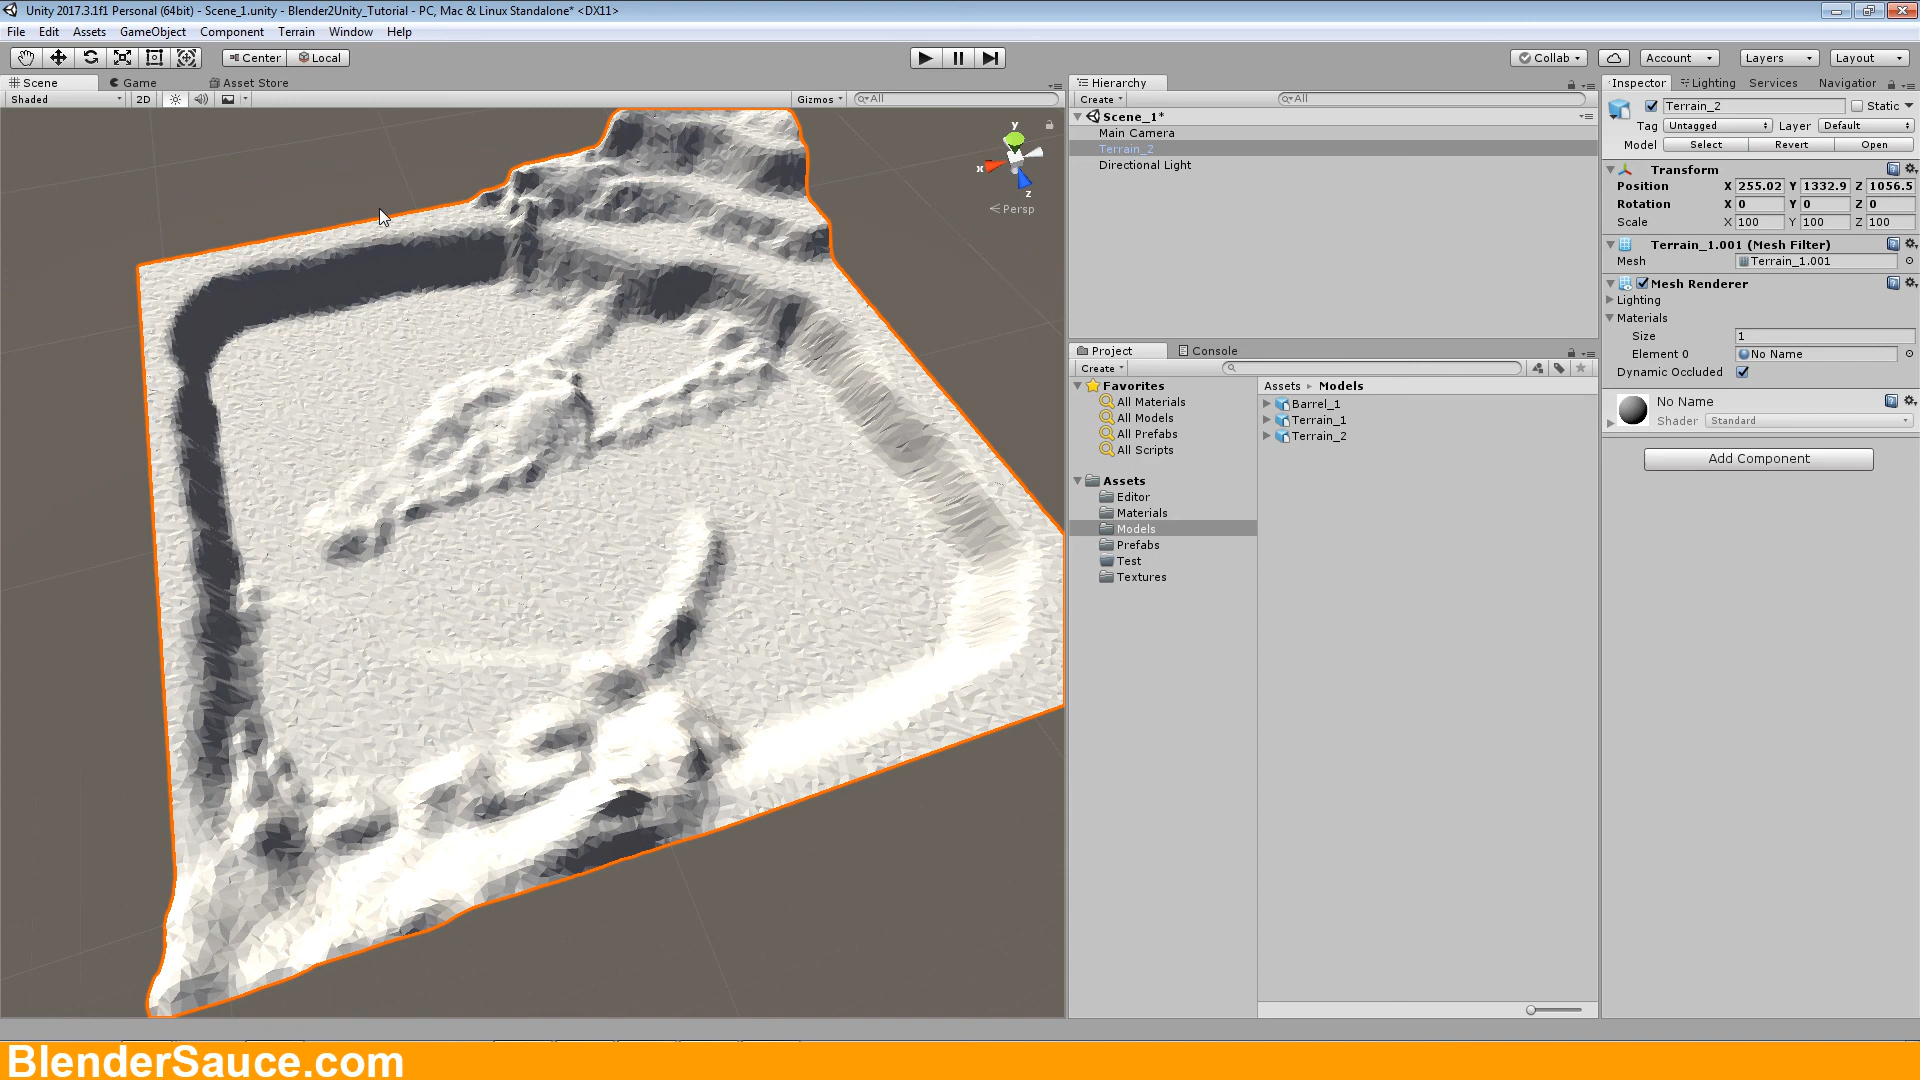 Unity 2017.3.1f1 Personal (64bit) - Scene_1.unity - Blender2Unity_Tutorial - PC, Mac & Linux Standalone* <DX11>
File Edit Assets GameObject Component Terrain Window Help
Center Local Collab Account Layers Layout
Scene Game Asset Store
Shaded 2D Gizmos All
y
x
z
Persp
Hierarchy
Create All
Scene_1*
Main Camera
Terrain_2
Directional Light
Project Console
Create
Favorites
All Materials
All Models
All Prefabs
All Scripts
Assets
Editor
Materials
Models
Prefabs
Test
Textures
Assets Models
Barrel_1
Terrain_1
Terrain_2
Inspector Lighting Services Navigation
Terrain_2 Static
Tag Untagged Layer Default
Model Select Revert Open
Transform
Position X 255.02 Y 1332.9 Z 1056.5
Rotation X 0 Y 0 Z 0
Scale X 100 Y 100 Z 100
Terrain_1.001 (Mesh Filter)
Mesh Terrain_1.001
Mesh Renderer
Lighting
Materials
Size 1
Element 0 No Name
Dynamic Occluded
No Name
Shader Standard
Add Component
BlenderSauce.com